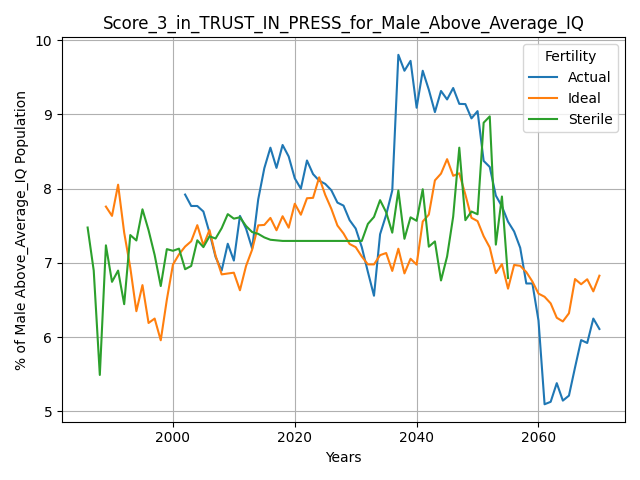 Score_3_in_TRUST_IN_PRESS_for_Male_Above_Average_IQ
% of Male Above_Average_IQ Population
10
9
8
7
6
5
Fertility
Actual
Ideal
Sterile
2000 2020 2040 2060
Years